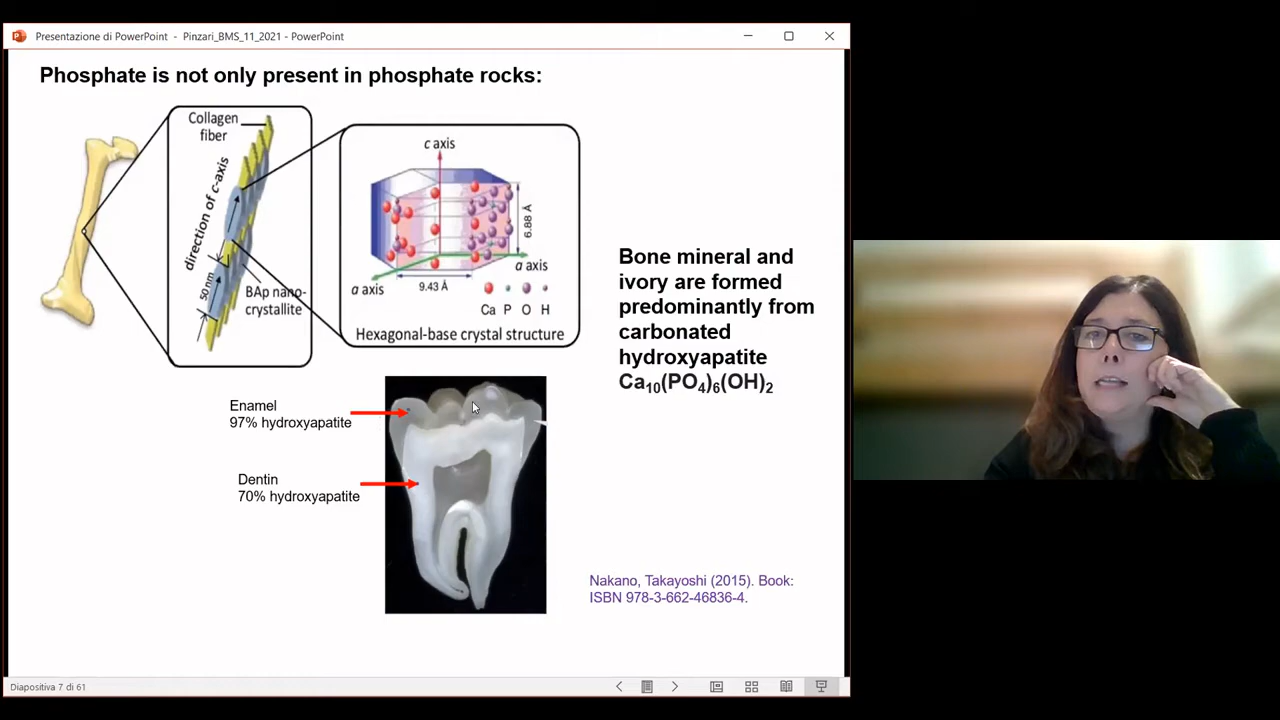 Presentazione di PowerPoint - Pinzari_BMS_11_2021 - PowerPoint
Phosphate is not only present in phosphate rocks:
Collagen
fiber
direction of c-axis
50 nm
BAp nano-
crystallite
c axis
6.88 Å
a axis
a axis
9.43 Å
Ca P O H
Hexagonal-base crystal structure
Bone mineral and
ivory are formed
predominantly from
carbonated
hydroxyapatite
Ca₁₀(PO₄)₆(OH)₂
Enamel
97% hydroxyapatite
Dentin
70% hydroxyapatite
Nakano, Takayoshi (2015). Book:
ISBN 978-3-662-46836-4.
Diapositiva 7 di 61